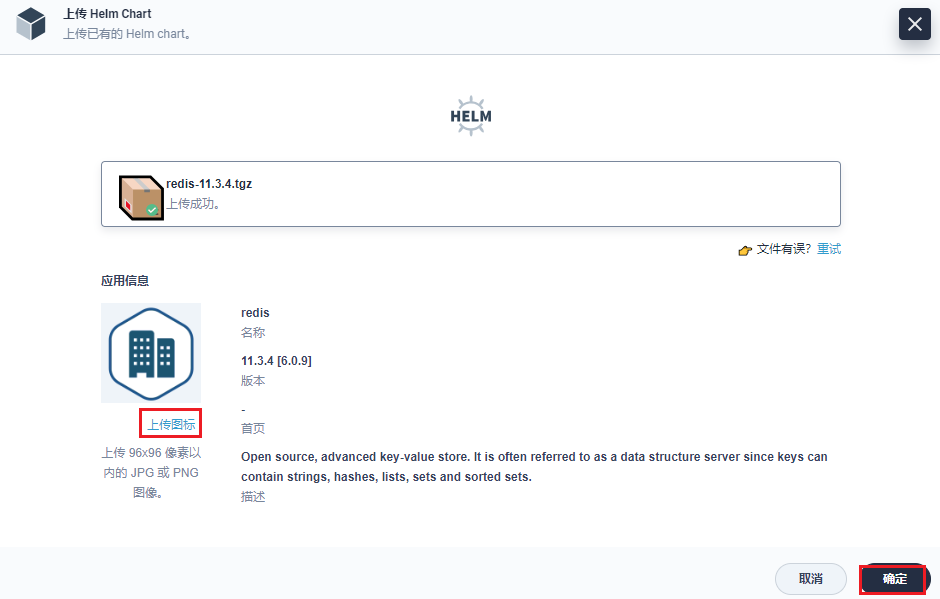 上传 Helm Chart
上传已有的 Helm chart。
HELM
redis-11.3.4.tgz
上传成功。
文件有误? 重试
应用信息
上传图标
上传 96x96 像素以
内的 JPG 或 PNG
图像。
redis
名称
11.3.4 [6.0.9]
版本
-
首页
Open source, advanced key-value store. It is often referred to as a data structure server since keys can
contain strings, hashes, lists, sets and sorted sets.
描述
取消
确定